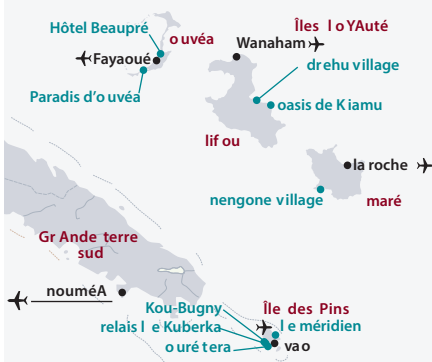 Hôtel Beaupré
ouvéa
Îles loYAuté
Wanaham
Fayaoué
drehu village
Paradis d'ouvéa
oasis de Kiamu
lifou
la roche
nengone village
maré
GrAnde terre
sud
nouméA
Kou-Bugny
Île des Pins
relais le Kuberka
le méridien
ouré tera
vao